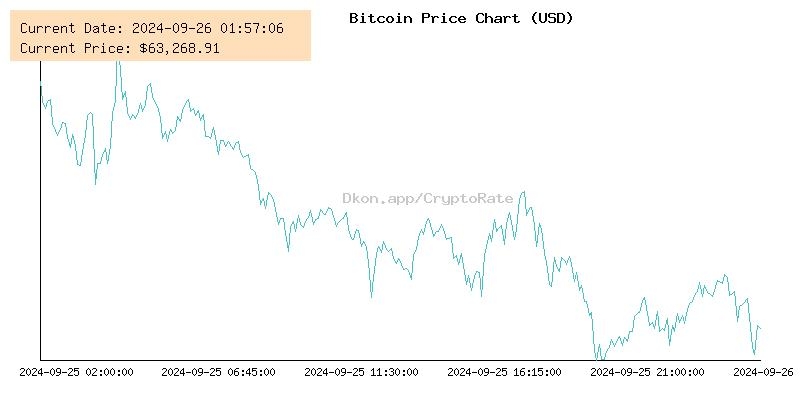 Bitcoin Price Chart (USD)
Current Date: 2024-09-26 01:57:06
Current Price: $63,268.91
Dkon.app/CryptoRate
2024-09-25 02:00:00 2024-09-25 06:45:00 2024-09-25 11:30:00 2024-09-25 16:15:00 2024-09-25 21:00:00 2024-09-26